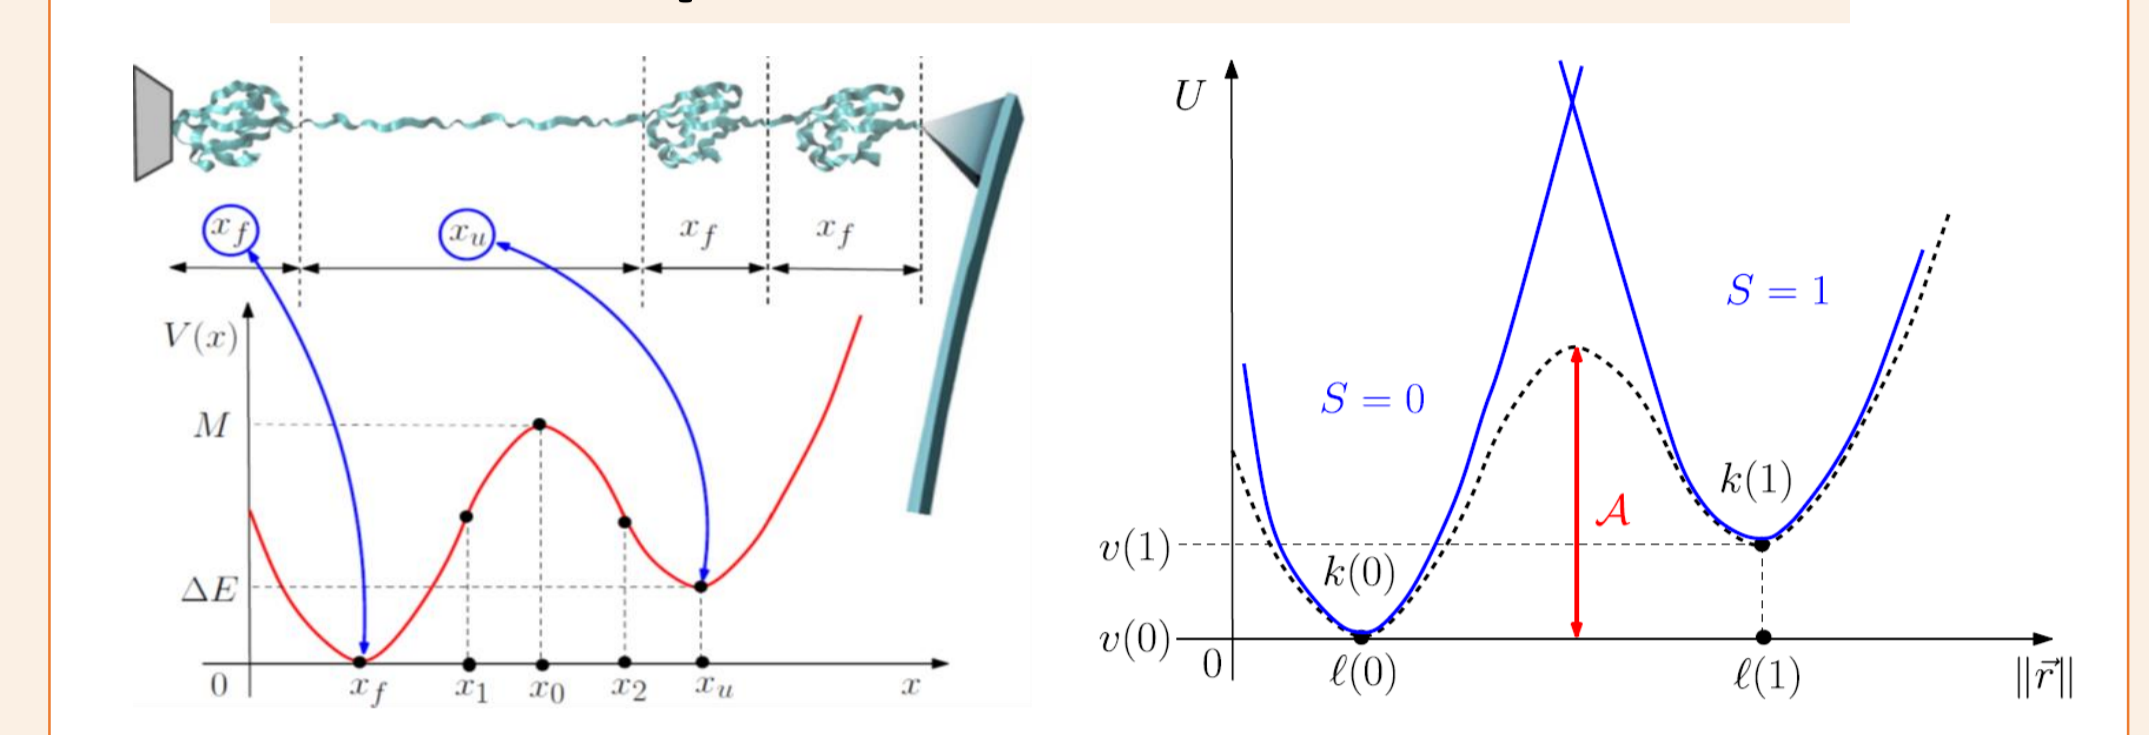 x_f
x_u
x_f
x_f
V(x)
M
ΔE
0
x_f
x_1
x_0
x_2
x_u
x
U
S = 1
S = 0
k(1)
𝒜
v(1)
k(0)
v(0)
0
ℓ(0)
ℓ(1)
||r⃗||